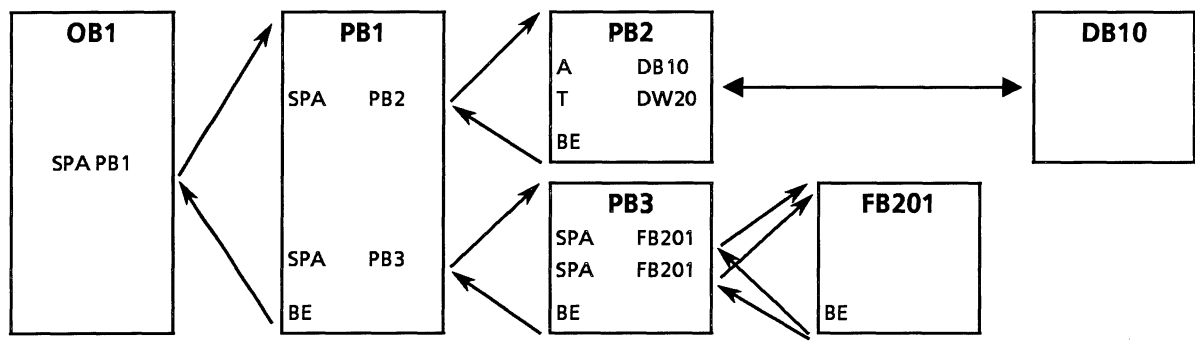 OB1
SPA PB1
PB1
SPA PB2
SPA PB3
BE
PB2
A DB10
T DW20
BE
DB10
PB3
SPA FB201
SPA FB201
BE
FB201
BE